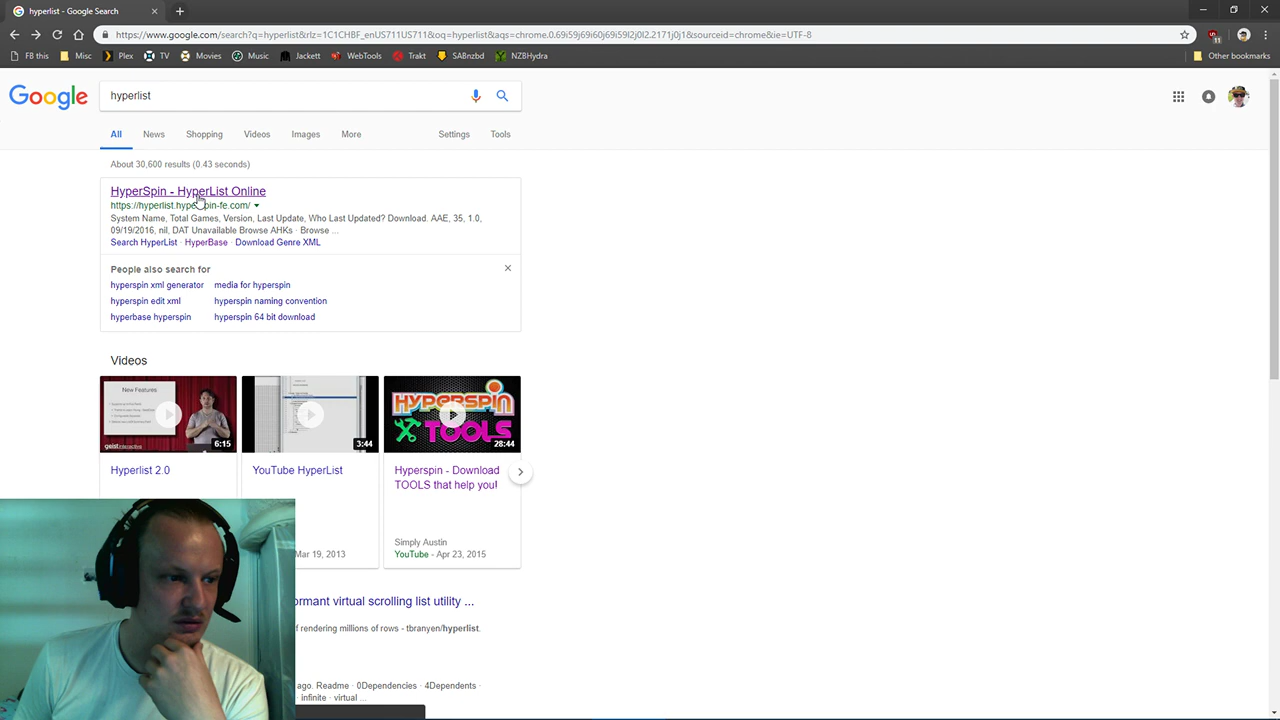 hyperlist - Google Search
https://www.google.com/search?q=hyperlist&rlz=1C1CHBF_enUS711US711&oq=hyperlist&aqs=chrome.0.69i59j69i60j69i59l2j0l2.2171j0j1&sourceid=chrome&ie=UTF-8
11
FB this
Misc
Plex
TV
Movies
Music
Jackett
WebTools
Trakt
SABnzbd
NZBHydra
Other bookmarks
Google
hyperlist
All
News
Shopping
Videos
Images
More
Settings
Tools
About 30,600 results (0.43 seconds)
HyperSpin - HyperList Online
https://hyperlist.hyperspin-fe.com/
System Name, Total Games, Version, Last Update, Who Last Updated? Download. AAE, 35, 1.0,
09/19/2016, nil, DAT Unavailable Browse AHKs · Browse ...
Search HyperList · HyperBase · Download Genre XML
People also search for
hyperspin xml generator
media for hyperspin
hyperspin edit xml
hyperspin naming convention
hyperbase hyperspin
hyperspin 64 bit download
Videos
New Features:
geistinteractive
6:15
3:44
HYPERSPIN
TOOLS
28:44
Hyperlist 2.0
YouTube HyperList
Hyperspin - Download
TOOLS that help you!
Simply Austin
Mar 19, 2013
YouTube - Apr 23, 2015
ormant virtual scrolling list utility ...
f rendering millions of rows - tbranyen/hyperlist.
ago. Readme · 0Dependencies · 4Dependents ·
· infinite · virtual ...